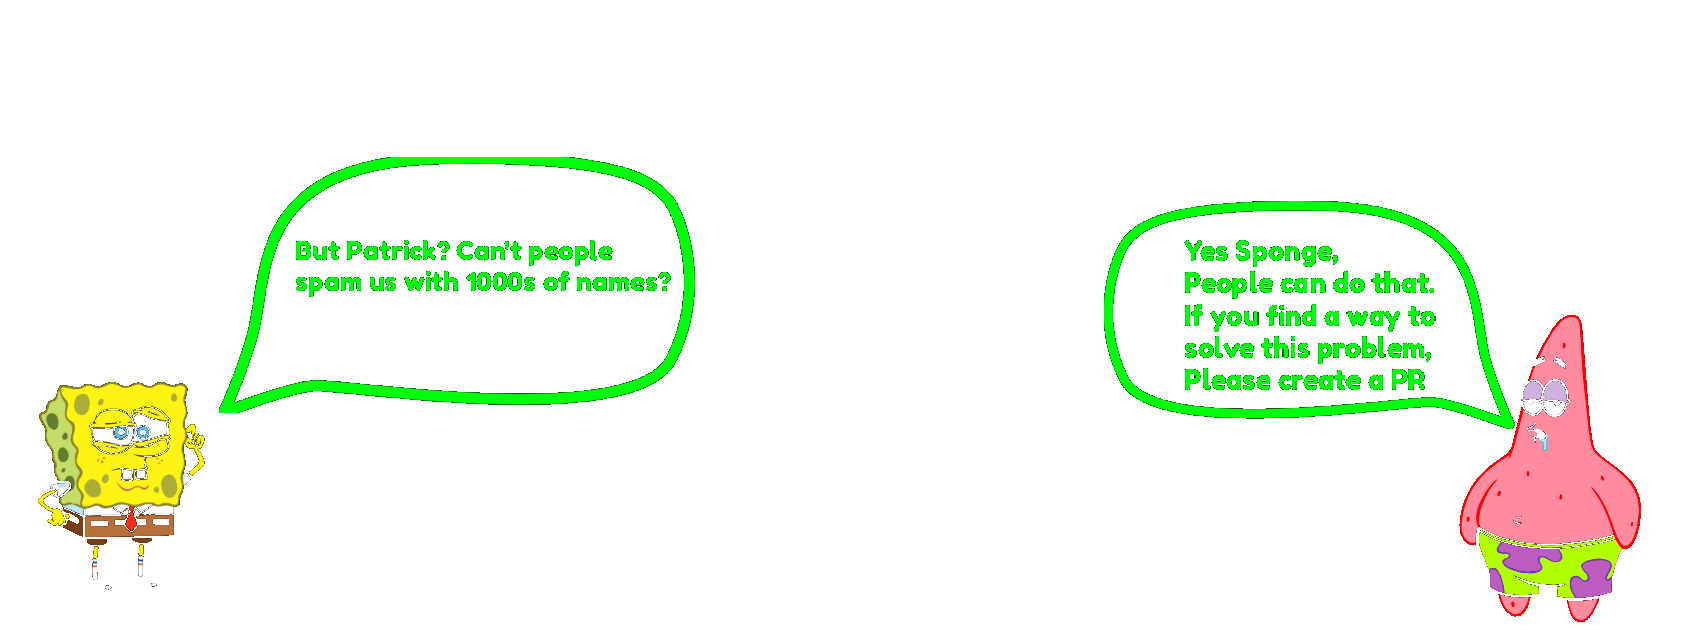 But Patrick? Can't people
spam us with 1000s of names?
Yes Sponge,
People can do that.
If you find a way to
solve this problem,
Please create a PR